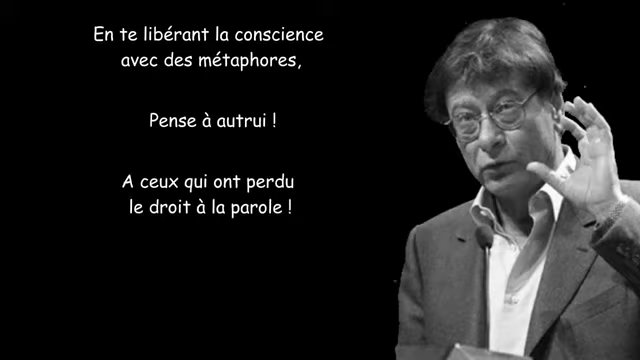 En te libérant la conscience
avec des métaphores,
Pense à autrui !
A ceux qui ont perdu
le droit à la parole !